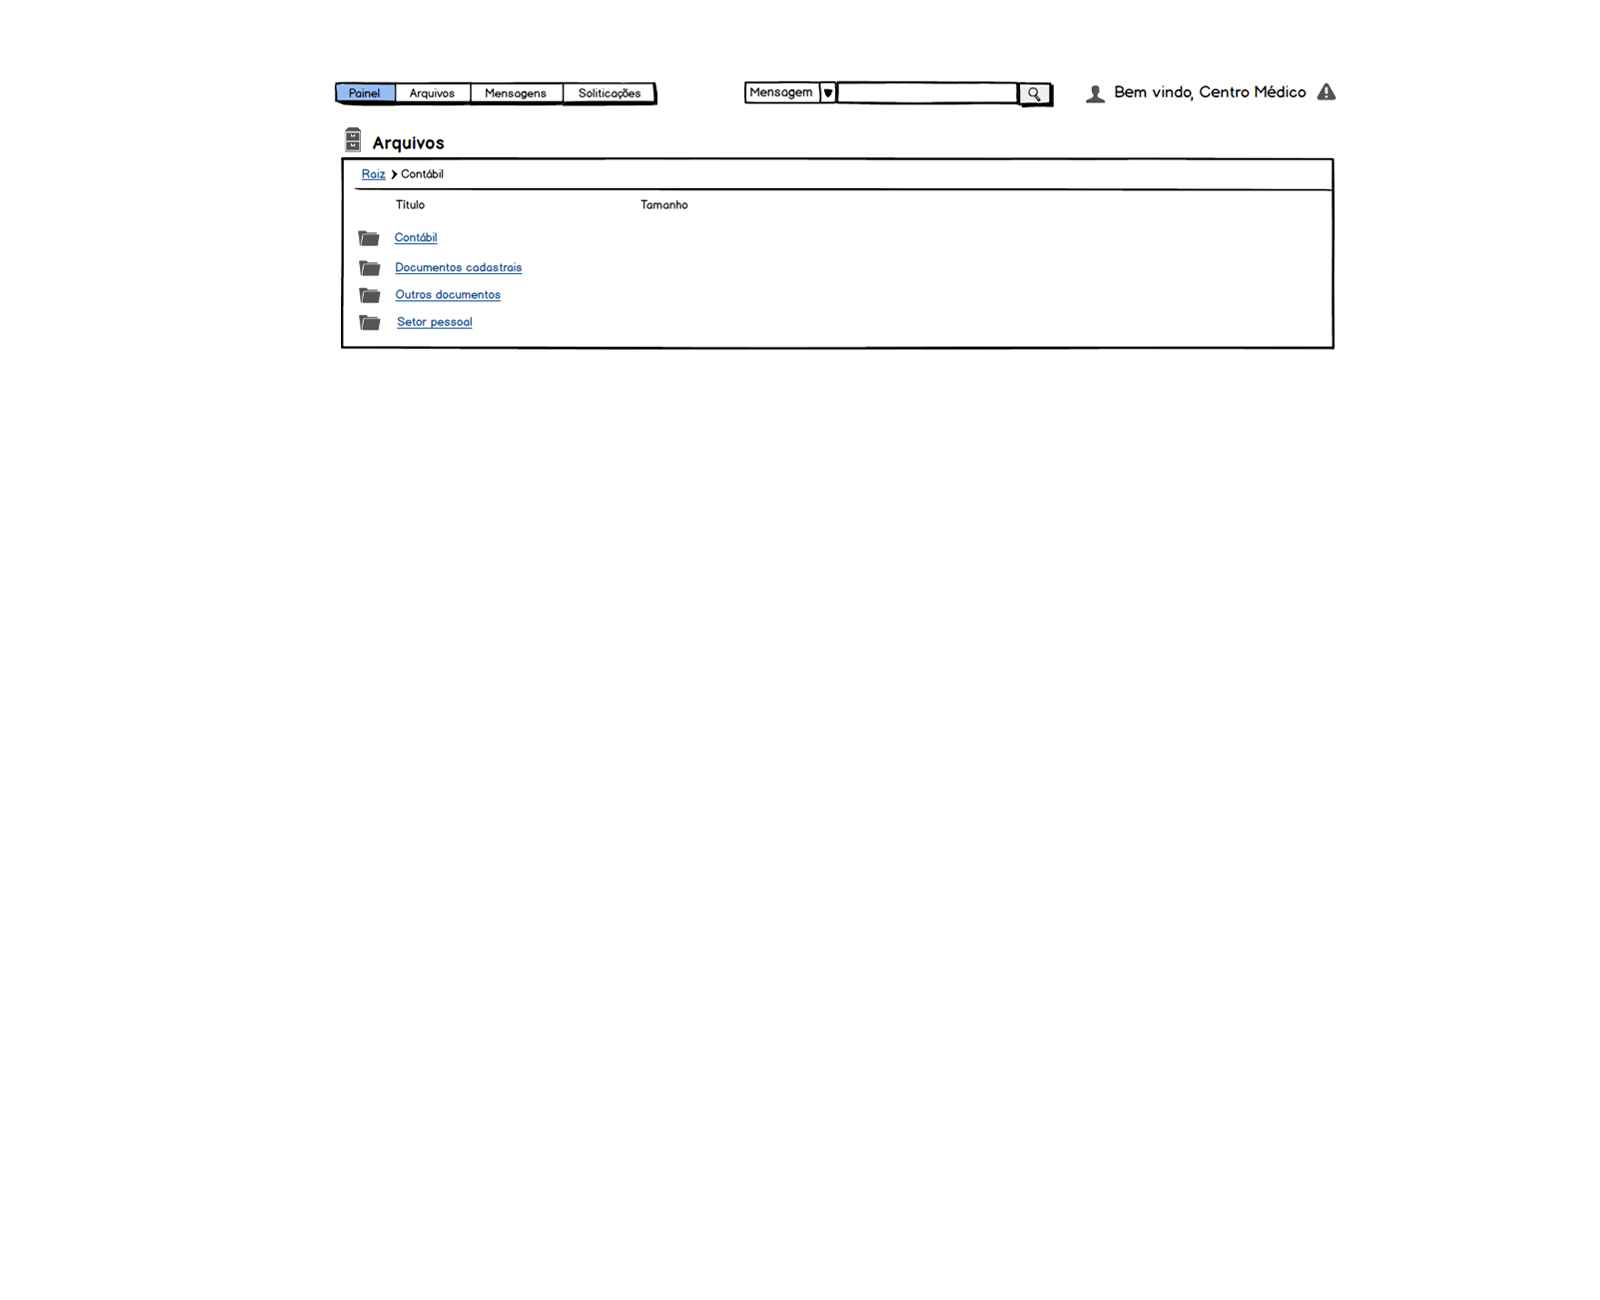 Painel Arquivos Mensagens Soliticações Mensagem Bem vindo, Centro Médico
Arquivos
Raiz Contábil
Título Tamanho
Contábil
Documentos cadastrais
Outros documentos
Setor pessoal